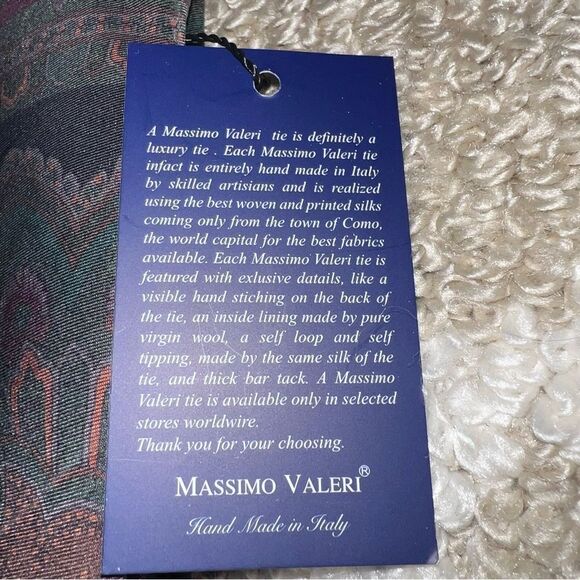 A Massimo Valeri tie is definitely a
luxury tie . Each Massimo Valeri tie
infact is entirely hand made in Italy
by skilled artisians and is realized
using the best woven and printed silks
coming only from the town of Como,
the world capital for the best fabrics
available. Each Massimo Valeri tie is
featured with exlusive datails, like a
visible hand stiching on the back of
the tie, an inside lining made by pure
virgin wool, a self loop and self
tipping, made by the same silk of the
tie, and thick bar tack. A Massimo
Valeri tie is available only in selected
stores worldwire.
Thank you for your choosing.
MASSIMO VALERI®
Hand Made in Italy